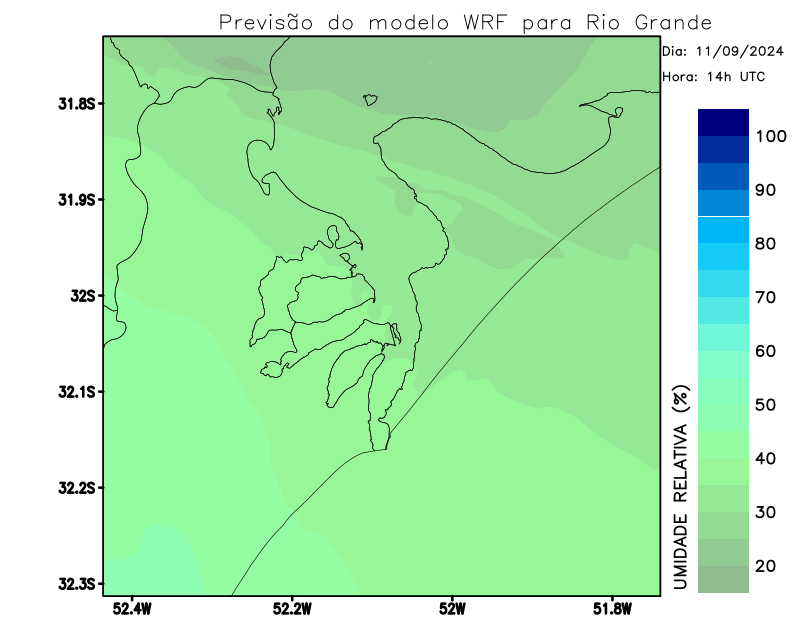 Previsão do modelo WRF para Rio Grande
Dia: 11/09/2024
Hora: 14h UTC
31.8S
31.9S
32S
32.1S
32.2S
32.3S
52.4W
52.2W
52W
51.8W
100
90
80
70
60
50
40
30
20
UMIDADE RELATIVA (%)